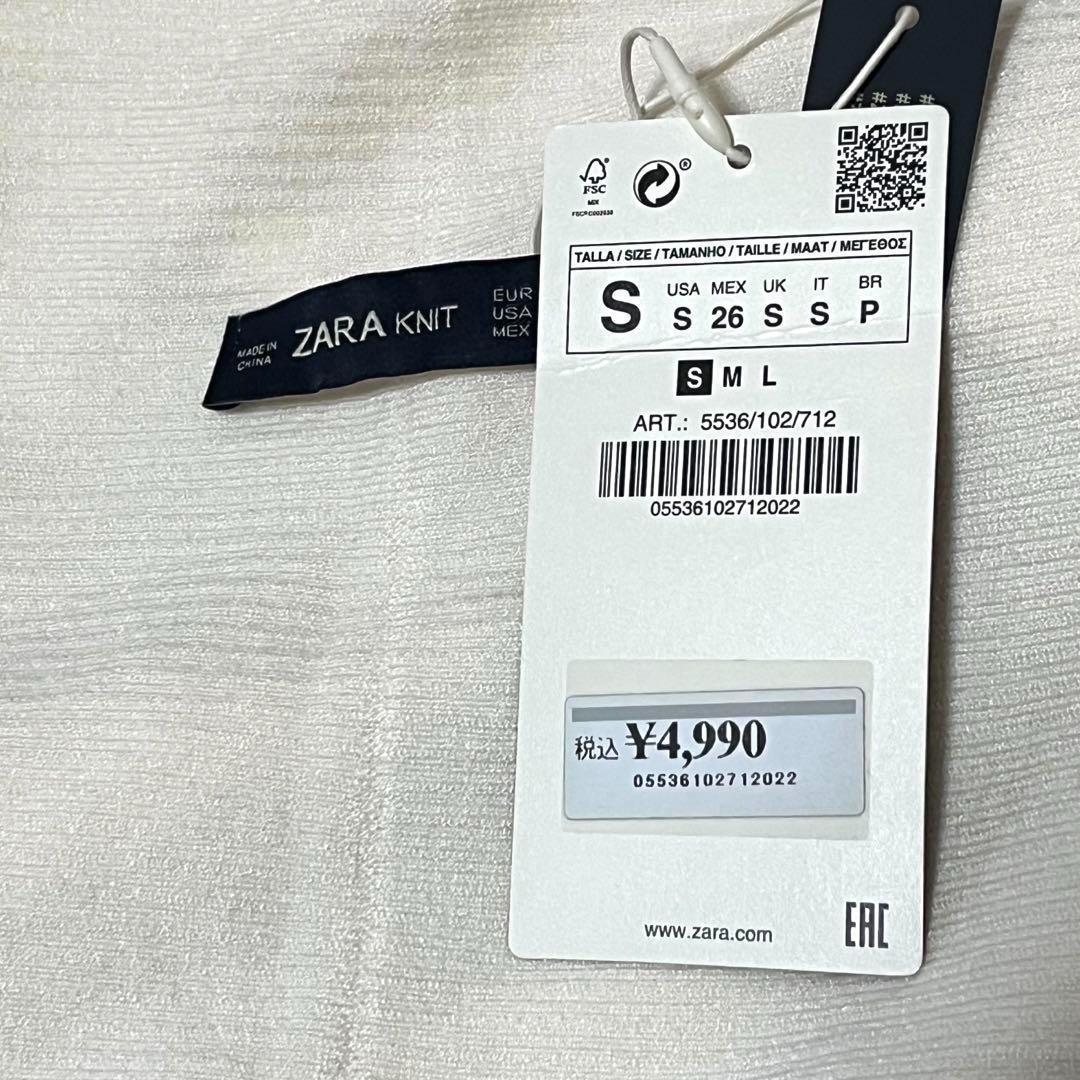 ####
FSC
MIX
®
TALLA / SIZE / TAMANHO / TAILLE / MAAT / ΜΕΓΕΘΟΣ
S
USA MEX UK IT BR
S 26 S S P
S M L
ART.: 5536/102/712
05536102712022
税込 ¥4,990
05536102712022
www.zara.com
EAC
MADE IN
CHINA
ZARA KNIT
EUR
USA
MEX